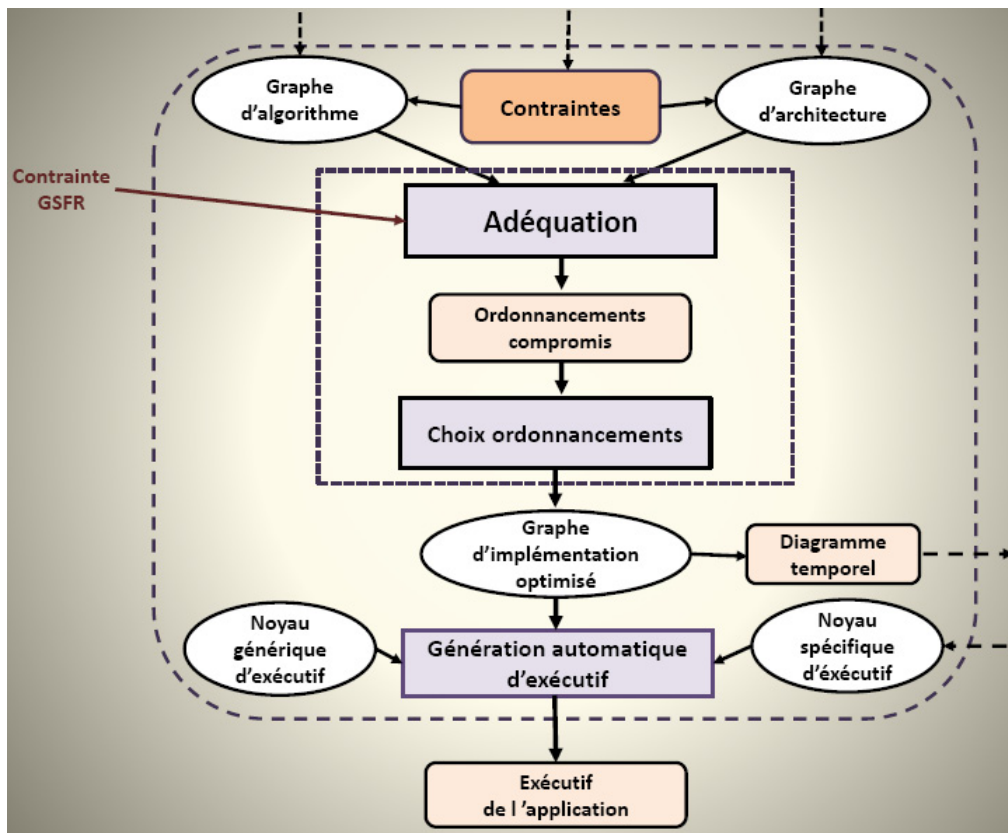 Graphe
d'algorithme
Contraintes
Graphe
d'architecture
Contrainte
GSFR
Adéquation
Ordonnancements
compromis
Choix ordonnancements
Graphe
d'implémentation
optimisé
Diagramme
temporel
Noyau
générique
d'exécutif
Génération automatique
d'exécutif
Noyau
spécifique
d'éxécutif
Exécutif
de l 'application